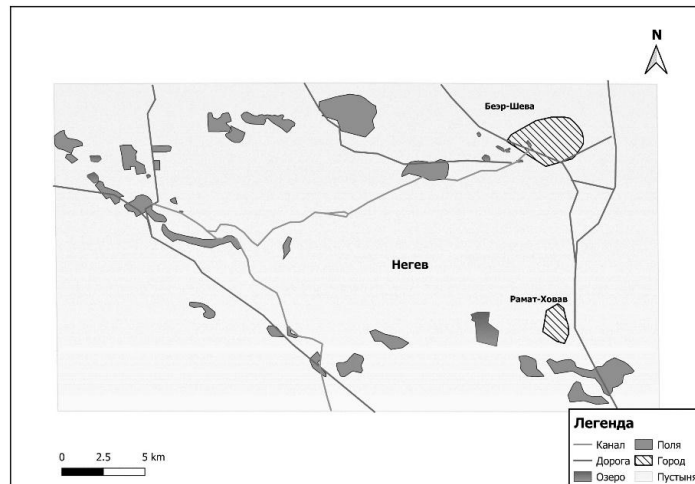 N
Беэр-Шева
Негев
Рамат-Ховав
Легенда
Канал
Поля
Дорога
Город
Озеро
Пустыня
0 2.5 5 km